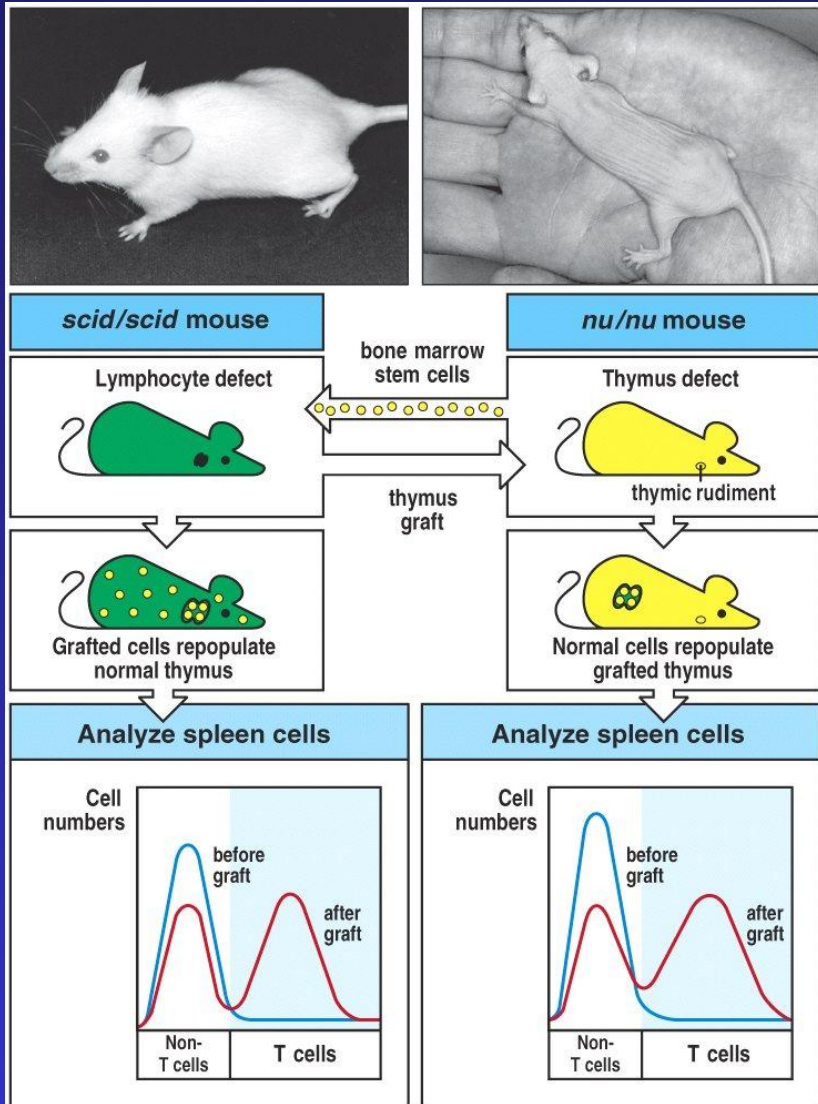 scid/scid mouse
nu/nu mouse
bone marrow
stem cells
Lymphocyte defect
Thymus defect
thymic rudiment
thymus
graft
Grafted cells repopulate
normal thymus
Normal cells repopulate
grafted thymus
Analyze spleen cells
Cell
numbers
before
graft
after
graft
Non-
T cells
T cells
Analyze spleen cells
Cell
numbers
before
graft
after
graft
Non-
T cells
T cells